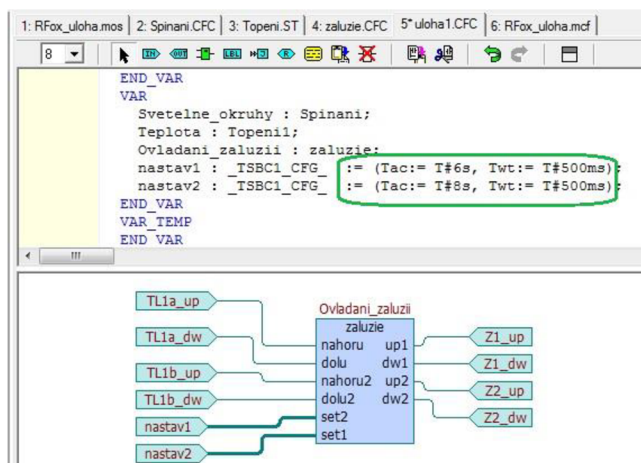 1: RFox_uloha.mos 2: Spinani.CFC 3: Topeni.ST 4: zaluzie.CFC 5* uloha1.CFC 6: RFox_uloha.mcf
8 IN> <OUT LBL
END_VAR
VAR
Svetelne_okruhy : Spinani;
Teplota : Topeni1;
Ovladani_zaluzii : zaluzie;
nastav1 : _TSBC1_CFG_ := (Tac:= T#6s, Twt:= T#500ms);
nastav2 : _TSBC1_CFG_ := (Tac:= T#8s, Twt:= T#500ms);
END_VAR
VAR_TEMP
END_VAR
TL1a_up
Ovladani_zaluzii
zaluzie
TL1a_dw nahoru up1 Z1_up
dolu dw1 Z1_dw
TL1b_up nahoru2 up2 Z2_up
TL1b_dw dolu2 dw2 Z2_dw
nastav1 set2
set1
nastav2